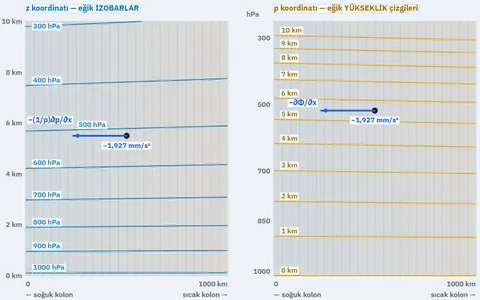 z koordinatı — eğik İZOBARLAR
10 km
300 hPa
8 km
400 hPa
−(1/ρ)∂p/∂x
500 hPa
6 km
−1,927 mm/s²
600 hPa
4 km
700 hPa
2 km
800 hPa
900 hPa
1000 hPa
0 km
0
1000 km
← soğuk kolon
sıcak kolon →
p koordinatı — eğik YÜKSEKLİK çizgileri
hPa
10 km
300
9 km
8 km
7 km
6 km
−∂Φ/∂x
500
5 km
−1,927 mm/s²
4 km
3 km
700
2 km
850
1 km
1000
0 km
0
1000 km
← soğuk kolon
sıcak kolon →